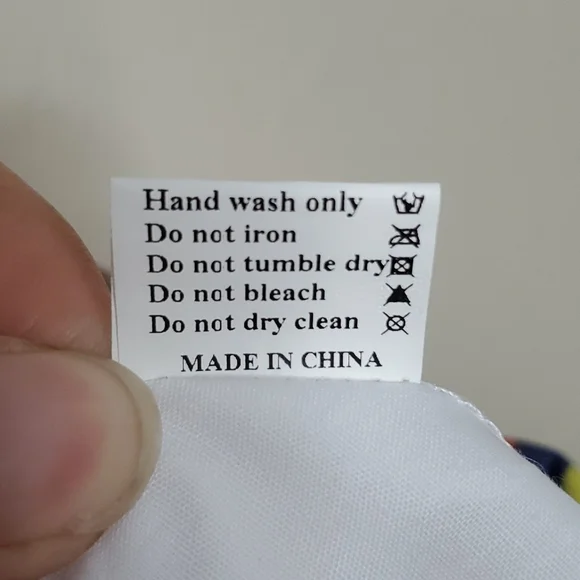 Hand wash only
Do not iron
Do not tumble dry
Do not bleach
Do not dry clean
MADE IN CHINA